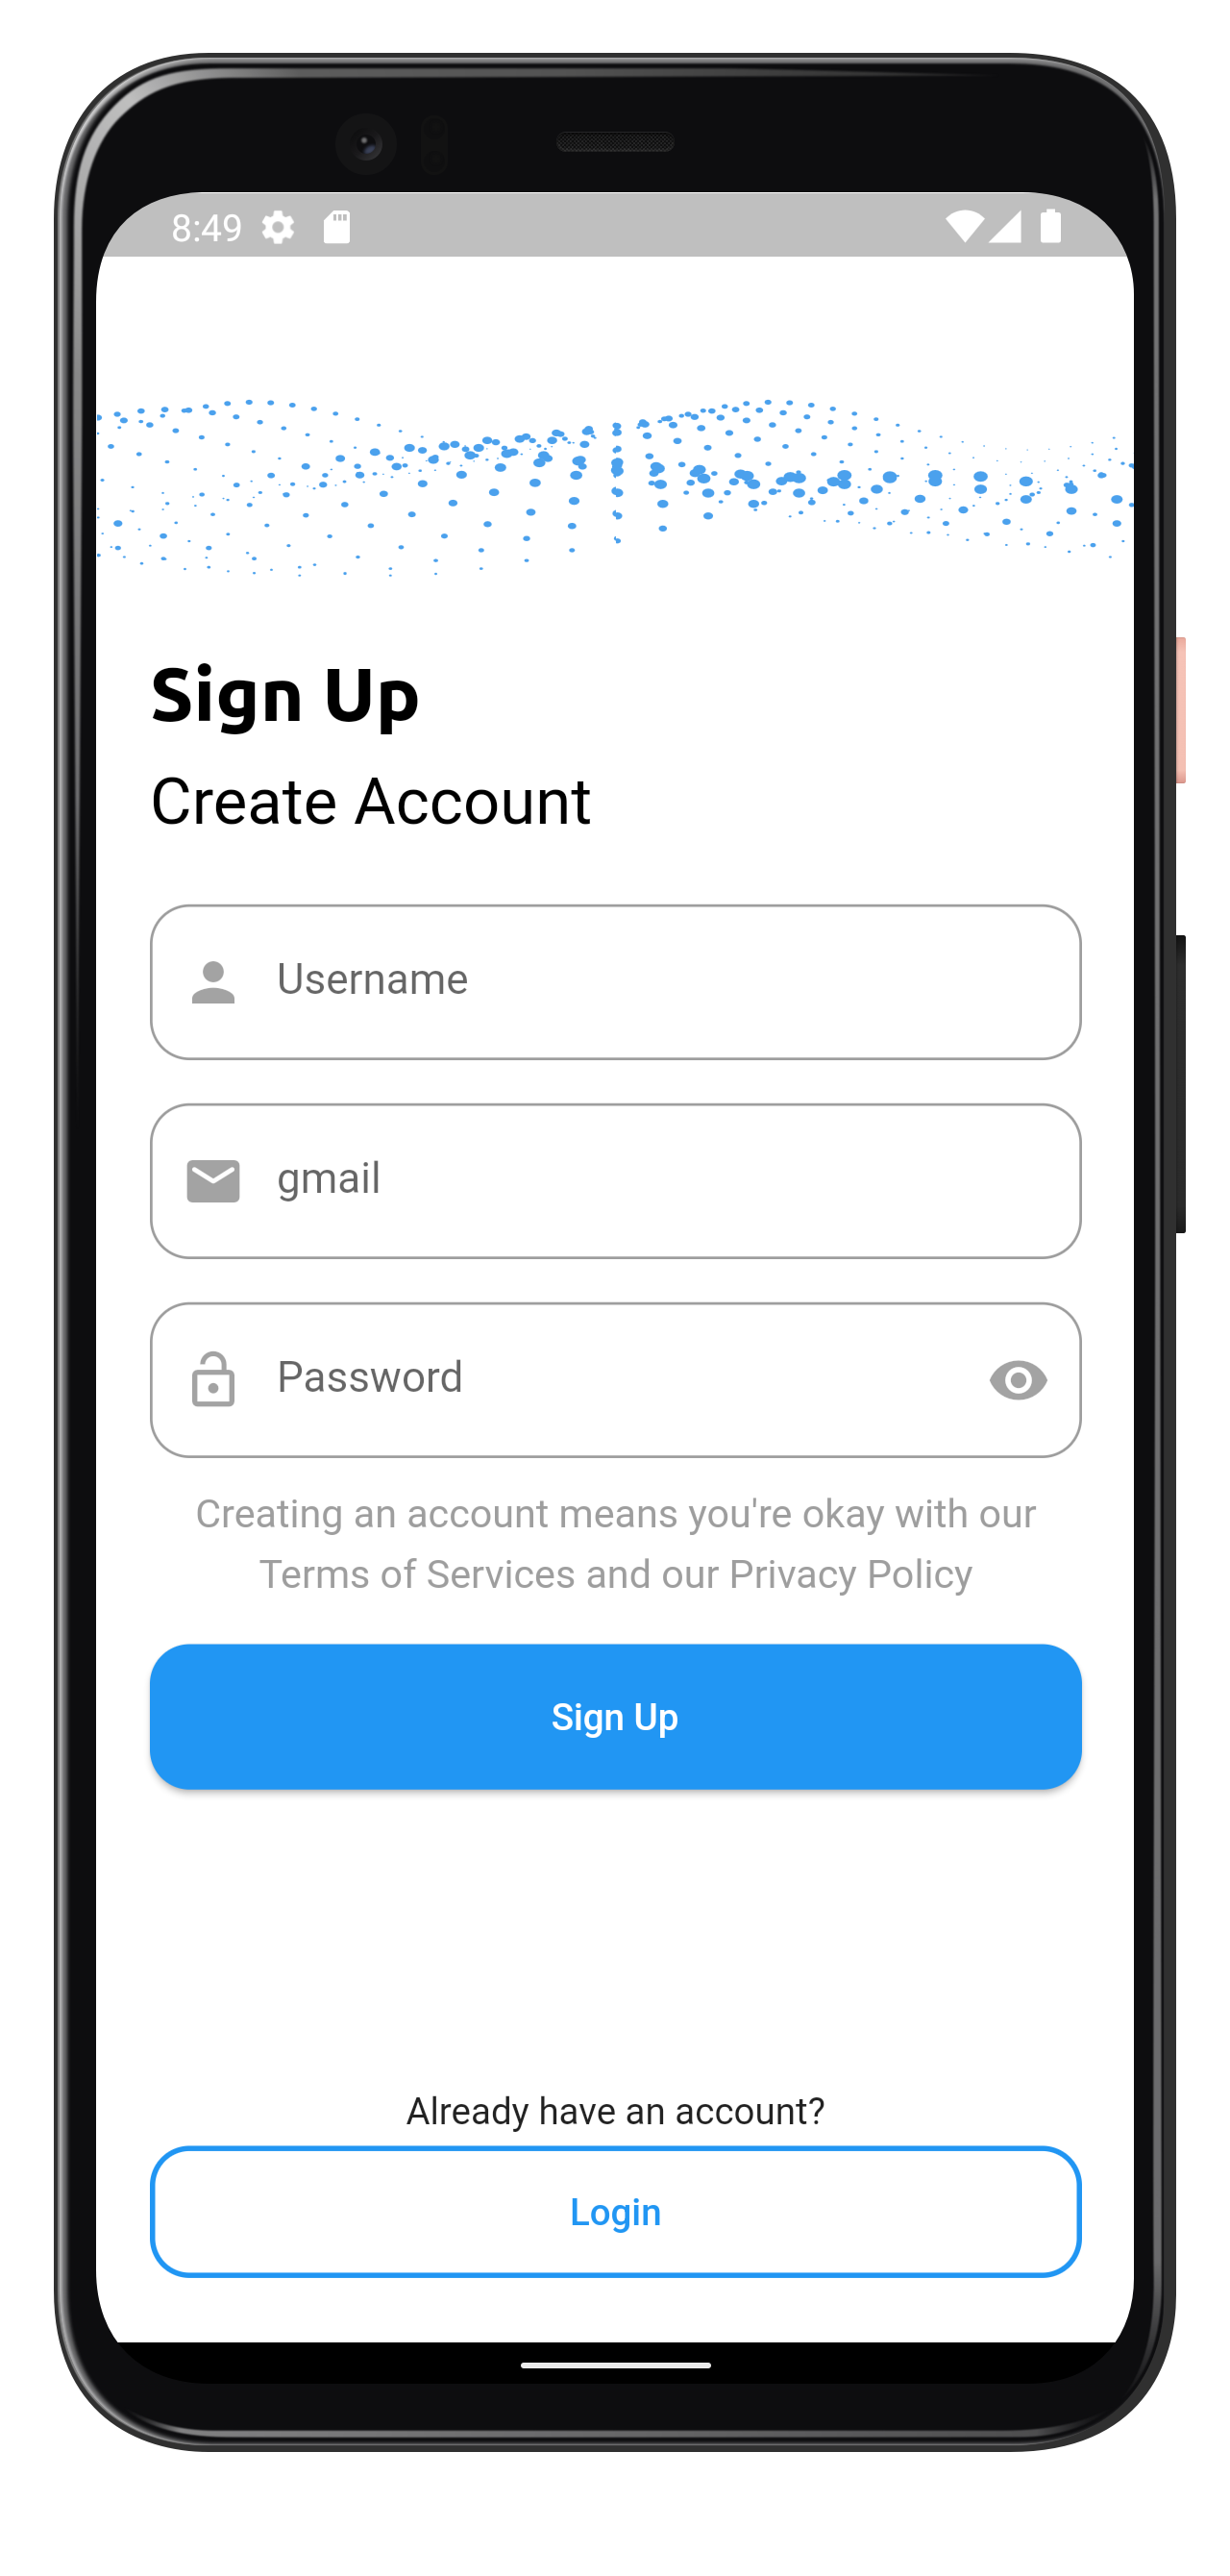 8:49
Sign Up
Create Account
Username
gmail
Password
Creating an account means you're okay with our
Terms of Services and our Privacy Policy
Sign Up
Already have an account?
Login